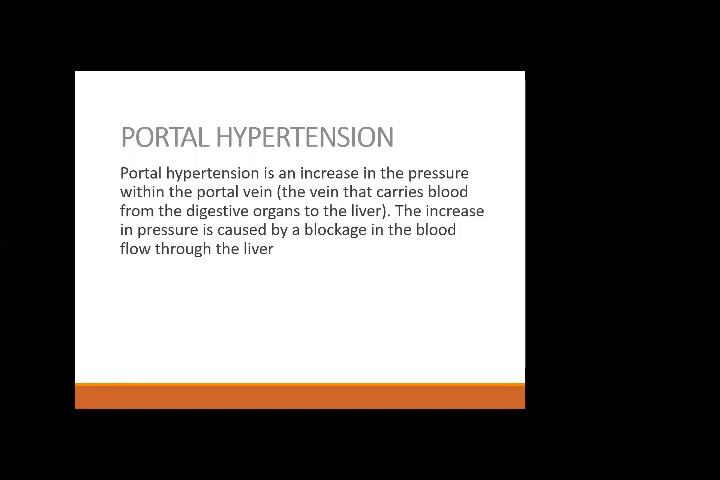 PORTAL HYPERTENSION
Portal hypertension is an increase in the pressure
within the portal vein (the vein that carries blood
from the digestive organs to the liver). The increase
in pressure is caused by a blockage in the blood
flow through the liver